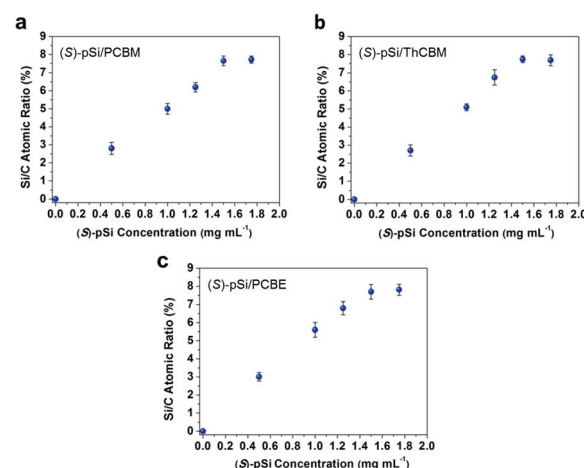 a
(S)-pSi/PCBM
Si/C Atomic Ratio (%)
9
8
7
6
5
4
3
2
1
0
0.0 0.2 0.4 0.6 0.8 1.0 1.2 1.4 1.6 1.8 2.0
(S)-pSi Concentration (mg mL⁻¹)
b
(S)-pSi/ThCBM
Si/C Atomic Ratio (%)
9
8
7
6
5
4
3
2
1
0
0.0 0.2 0.4 0.6 0.8 1.0 1.2 1.4 1.6 1.8 2.0
(S)-pSi Concentration (mg mL⁻¹)
c
(S)-pSi/PCBE
Si/C Atomic Ratio (%)
9
8
7
6
5
4
3
2
1
0
0.0 0.2 0.4 0.6 0.8 1.0 1.2 1.4 1.6 1.8 2.0
(S)-pSi Concentration (mg mL⁻¹)